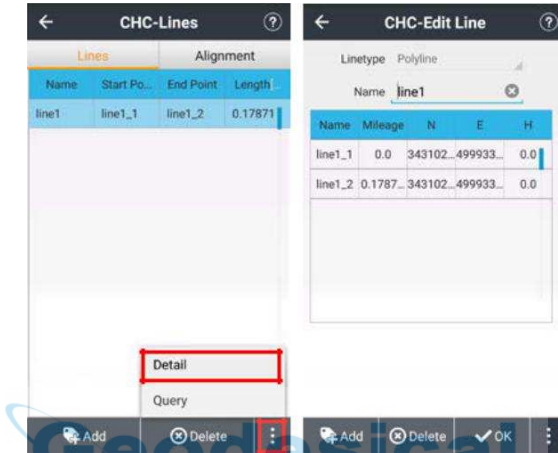 CHC-Lines
Lines Alignment
Name Start Po... End Point Length
line1 line1_1 line1_2 0.17871
Detail
Query
Add Delete
CHC-Edit Line
Linetype Polyline
Name line1
Name Mileage N E H
line1_1 0.0 343102... 499933... 0.0
line1_2 0.1787... 343102... 499933... 0.0
Add Delete OK
Geodesical